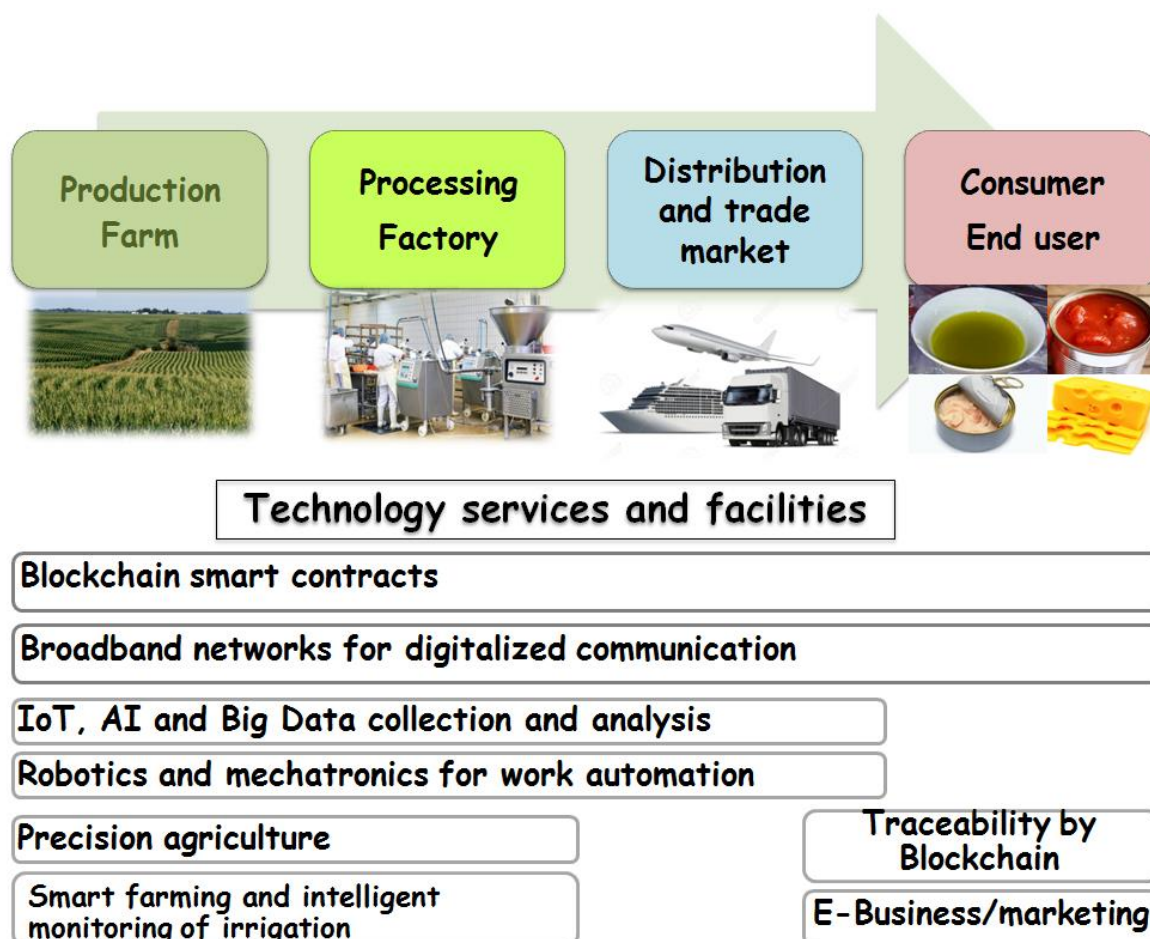 Production
Farm
Processing
Factory
Distribution
and trade
market
Consumer
End user
Technology services and facilities
Blockchain smart contracts
Broadband networks for digitalized communication
IoT, AI and Big Data collection and analysis
Robotics and mechatronics for work automation
Precision agriculture
Traceability by
Blockchain
Smart farming and intelligent
monitoring of irrigation
E-Business/marketing